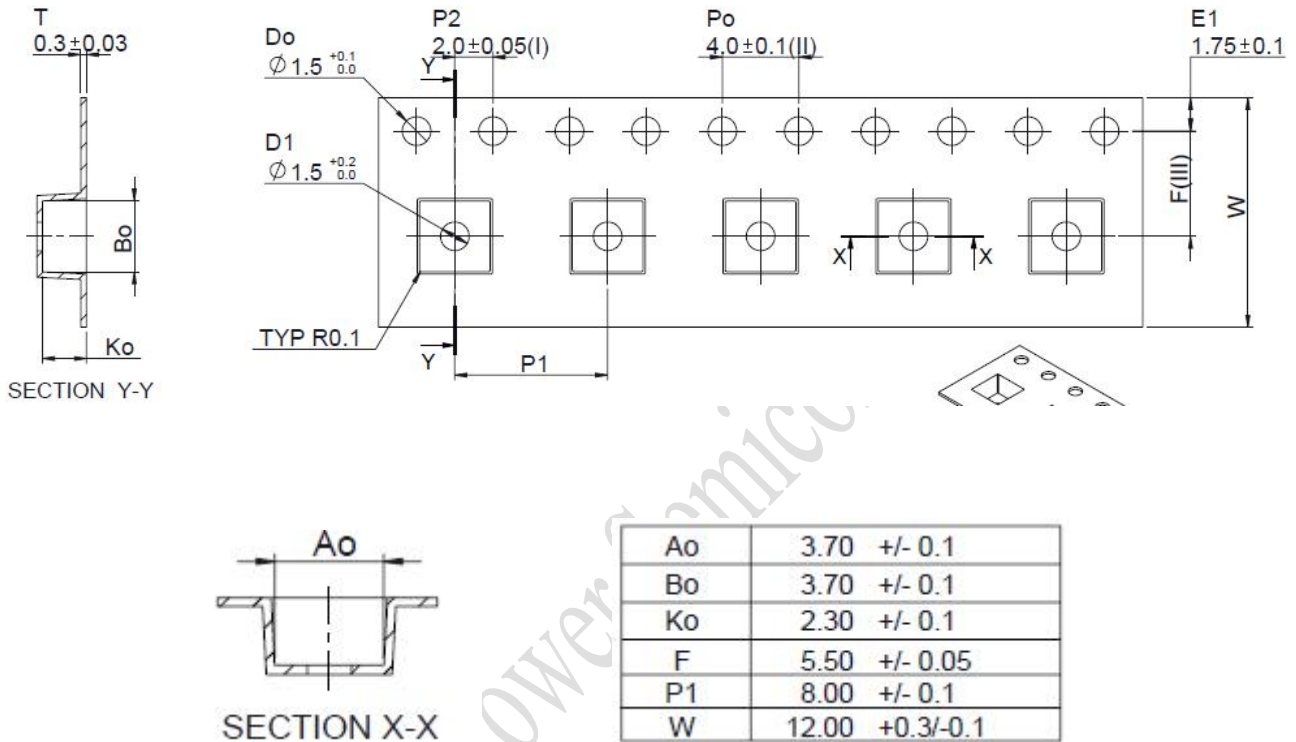 T
0.3±0.03
Do
Ø 1.5 +0.1 0.0
P2
2.0±0.05(I)
Po
4.0±0.1(II)
E1
1.75±0.1
Y
D1
Ø 1.5 +0.2 0.0
Bo
F(III)
W
X
X
TYP R0.1
Ko
Y
P1
SECTION Y-Y
Ao
SECTION X-X
Ao 3.70 +/- 0.1
Bo 3.70 +/- 0.1
Ko 2.30 +/- 0.1
F 5.50 +/- 0.05
P1 8.00 +/- 0.1
W 12.00 +0.3/-0.1